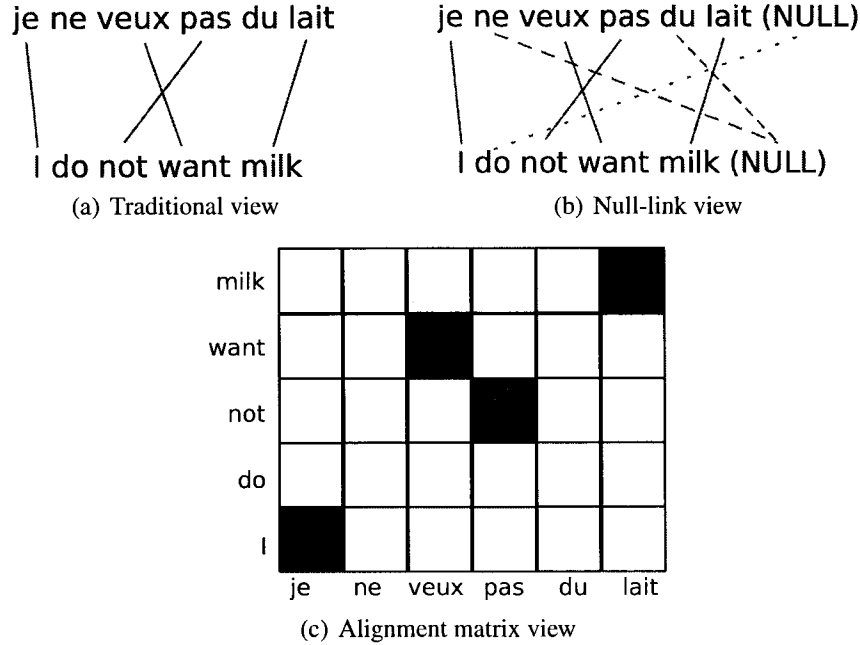 je ne veux pas du lait
I do not want milk
(a) Traditional view
je ne veux pas du lait (NULL)
I do not want milk (NULL)
(b) Null-link view
milk
want
not
do
I
je ne veux pas du lait
(c) Alignment matrix view